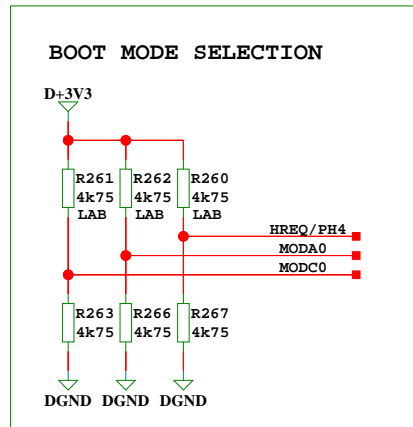 BOOT MODE SELECTION
D+3V3
R261 R262 R260
4k75 4k75 4k75
LAB LAB LAB
HREQ/PH4
MODA0
MODC0
R263 R266 R267
4k75 4k75 4k75
DGND DGND DGND